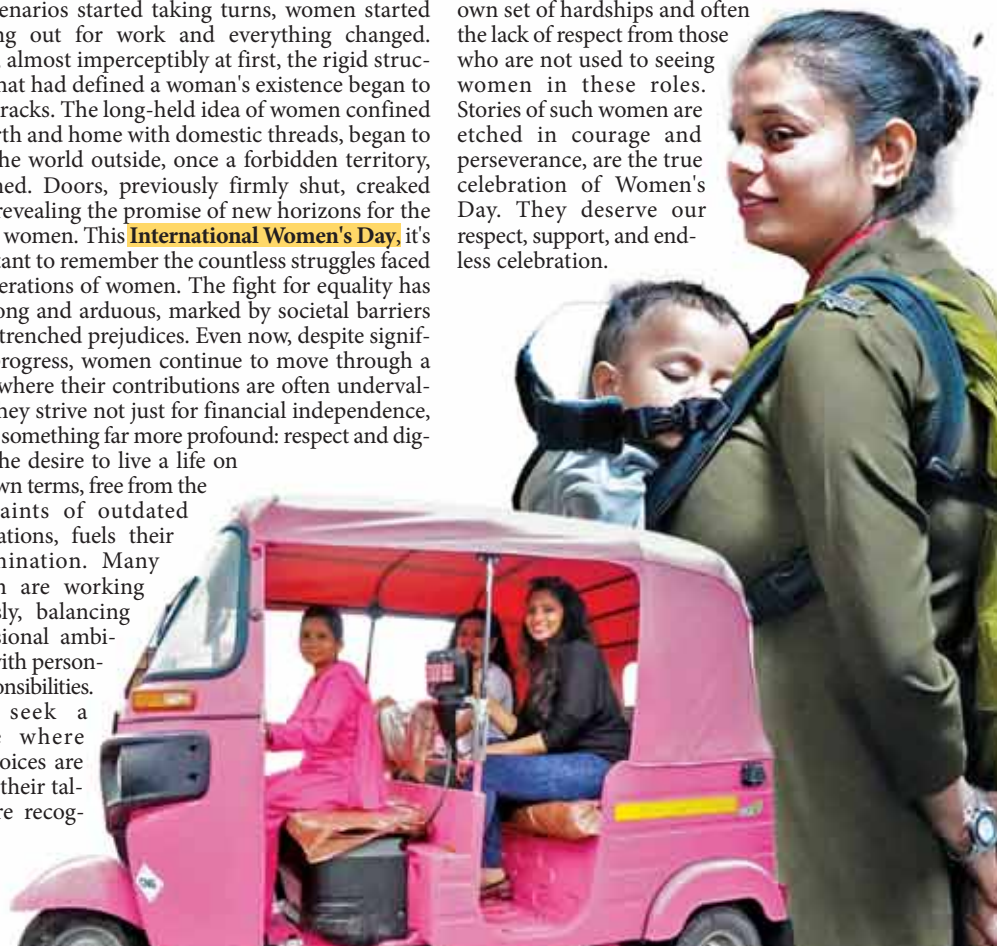 enarios started taking turns, women started
ng out for work and everything changed.
almost imperceptibly at first, the rigid struc-
hat had defined a woman's existence began to
racks. The long-held idea of women confined
rth and home with domestic threads, began to
he world outside, once a forbidden territory,
ned. Doors, previously firmly shut, creaked
revealing the promise of new horizons for the
women. This International Women's Day, it's
tant to remember the countless struggles faced
erations of women. The fight for equality has
ong and arduous, marked by societal barriers
trenched prejudices. Even now, despite signif-
progress, women continue to move through a
where their contributions are often underval-
hey strive not just for financial independence,
something far more profound: respect and dig-
he desire to live a life on
wn terms, free from the
aints of outdated
ations, fuels their
mination. Many
n are working
sly, balancing
sional ambi-
with person-
onsibilities.
seek a
e where
oices are
their tal-
re recog-
own set of hardships and often
the lack of respect from those
who are not used to seeing
women in these roles.
Stories of such women are
etched in courage and
perseverance, are the true
celebration of Women's
Day. They deserve our
respect, support, and end-
less celebration.
CNG